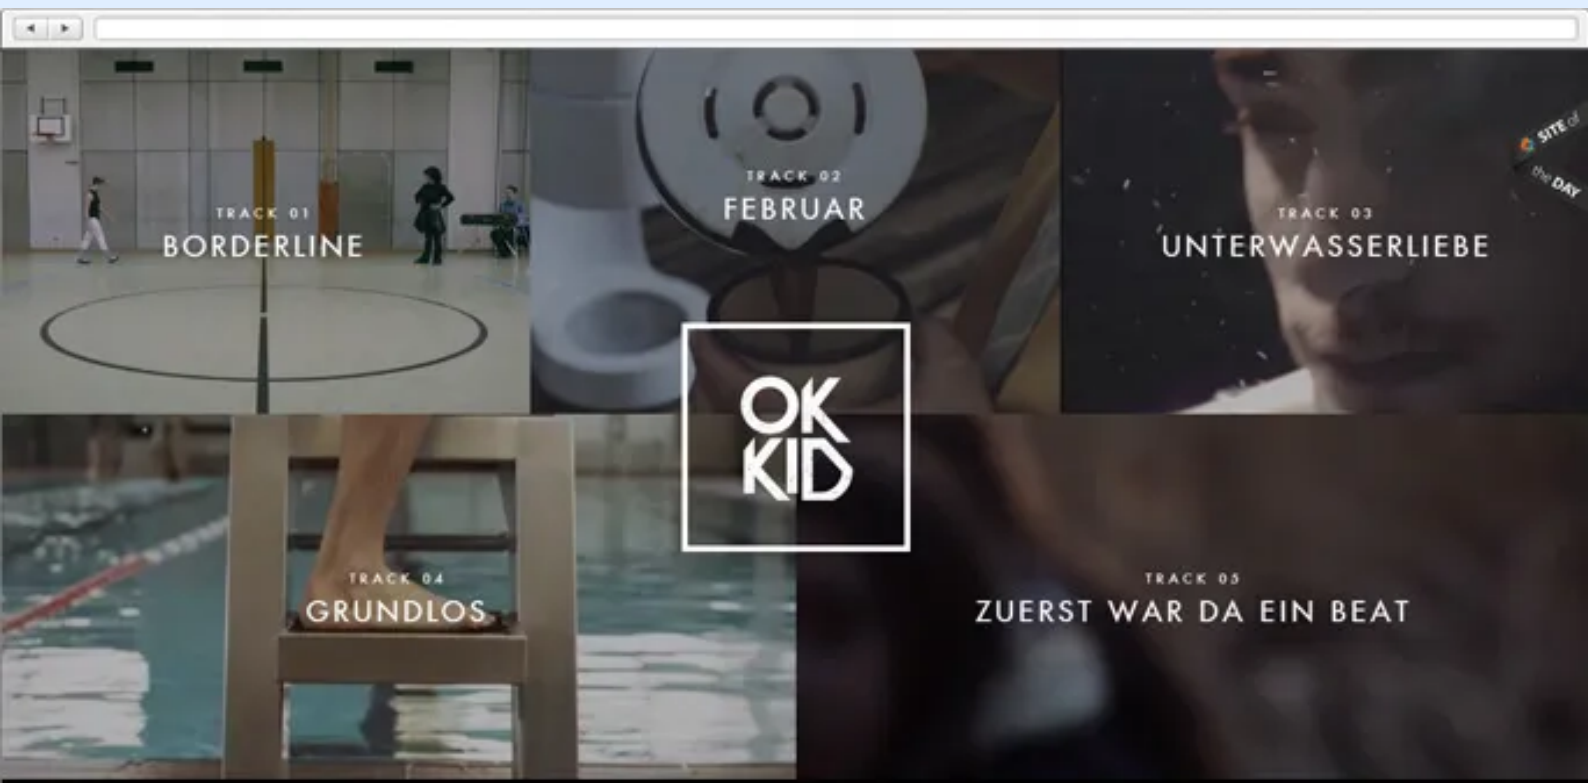 TRACK 01
BORDERLINE
TRACK 02
FEBRUAR
TRACK 03
UNTERWASSERLIEBE
SITE of
the DAY
OK
KID
TRACK 04
GRUNDLOS
TRACK 05
ZUERST WAR DA EIN BEAT